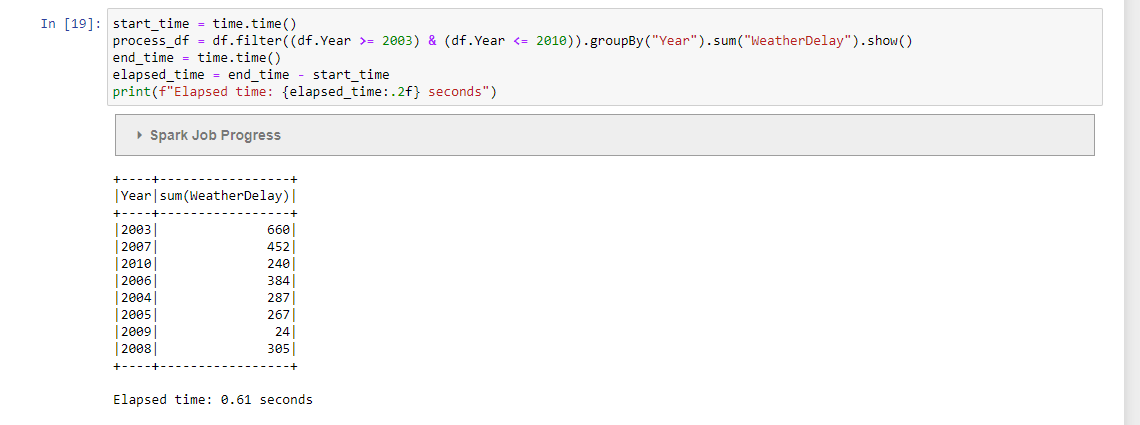 In [19]: start_time = time.time()
process_df = df.filter((df.Year >= 2003) & (df.Year <= 2010)).groupBy("Year").sum("WeatherDelay").show()
end_time = time.time()
elapsed_time = end_time - start_time
print(f"Elapsed time: {elapsed_time:.2f} seconds")
Spark Job Progress
+----+-----------------+
|Year|sum(WeatherDelay)|
+----+-----------------+
|2003|              660|
|2007|              452|
|2010|              240|
|2006|              384|
|2004|              287|
|2005|              267|
|2009|               24|
|2008|              305|
+----+-----------------+
Elapsed time: 0.61 seconds